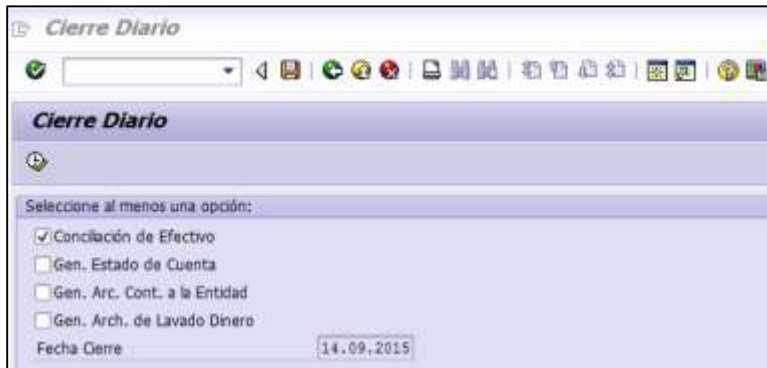 Cierre Diario
Cierre Diario
Seleccione al menos una opción:
Conciliación de Efectivo
Gen. Estado de Cuenta
Gen. Arc. Cont. a la Entidad
Gen. Arch. de Lavado Dinero
Fecha Cierre 14.09.2015